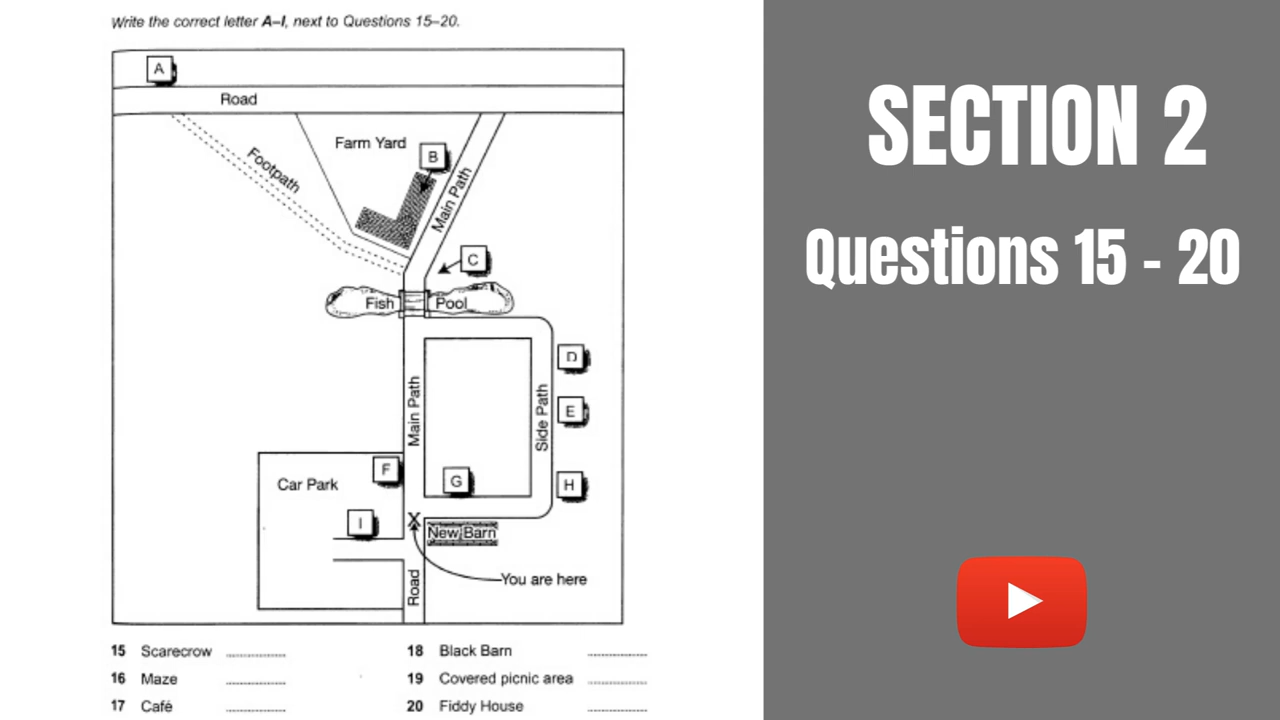 Write the correct letter A–I, next to Questions 15–20.
A
Road
Farm Yard
B
Footpath
Main Path
C
Fish Pool
D
E
Main Path
Side Path
F
G
H
Car Park
I
X
New Barn
You are here
Road
15 Scarecrow ....................
16 Maze ....................
17 Café ....................
18 Black Barn ....................
19 Covered picnic area ....................
20 Fiddy House ....................
SECTION 2
Questions 15 - 20